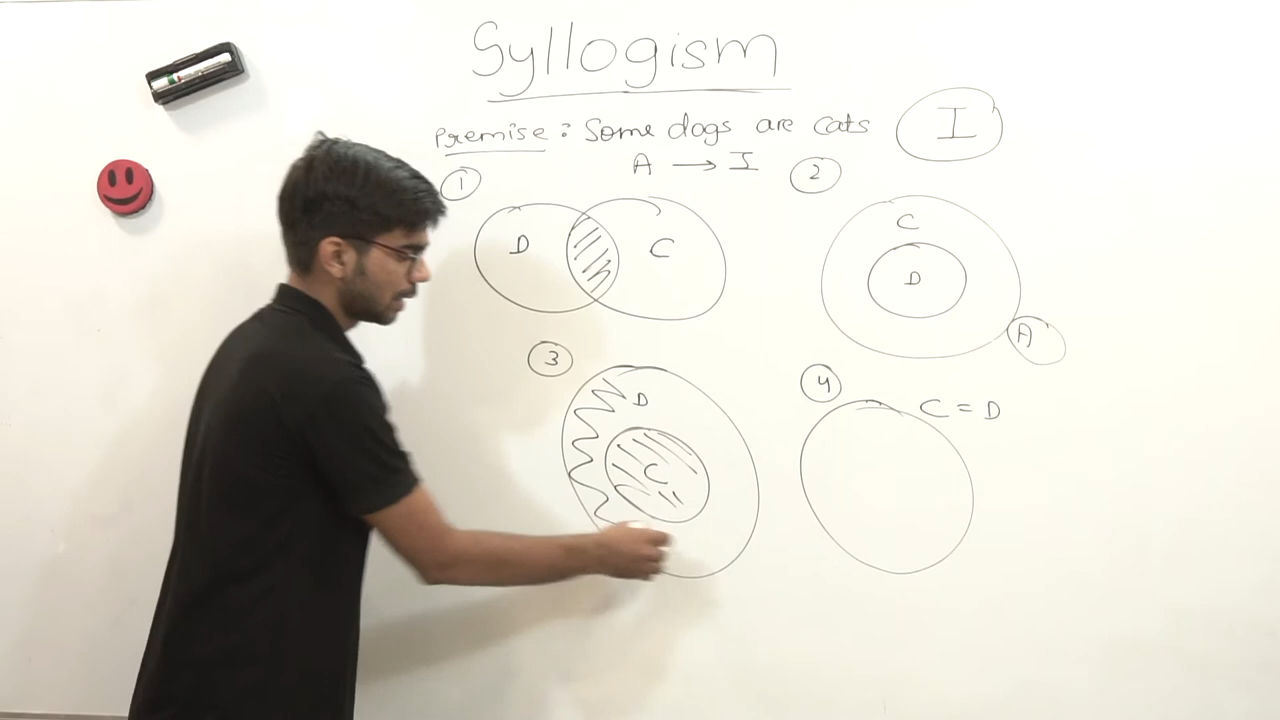 Syllogism
Premise: Some dogs are cats I
A → I
1
2
D C
C
D
A
3
4
D
C = D
C